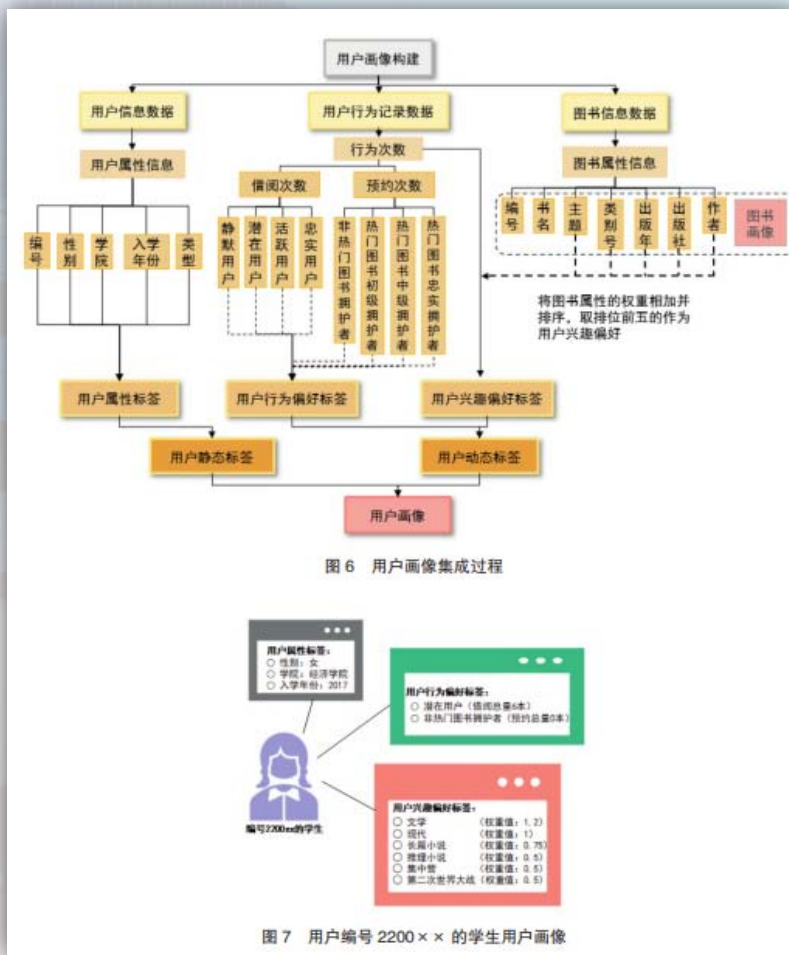 用户画像构建
用户信息数据
用户行为记录数据
图书信息数据
用户属性信息
行为次数
图书属性信息
借阅次数
预约次数
编号
性别
学院
入学年份
类型
静默用户
潜在用户
活跃用户
忠实用户
非热门图书拥护者
热门图书初级拥护者
热门图书中级拥护者
热门图书忠实拥护者
编号
书名
主题
类别号
出版年
出版社
作者
图书画像
将图书属性的权重相加并
排序，取排位前五的作为
用户兴趣偏好
用户属性标签
用户行为偏好标签
用户兴趣偏好标签
用户静态标签
用户动态标签
用户画像
图 6 用户画像集成过程
用户属性标签：
○ 性别：女
○ 学院：经济学院
○ 入学年份：2017
用户行为偏好标签：
○ 潜在用户（借阅总量6本）
○ 非热门图书拥护者（预约总量0本）
编号2200xx的学生
用户兴趣偏好标签：
○ 文学 （权重值：1.2）
○ 现代 （权重值：1）
○ 长篇小说 （权重值：0.75）
○ 推理小说 （权重值：0.5）
○ 集中营 （权重值：0.5）
○ 第二次世界大战（权重值：0.5）
图 7 用户编号 2200×× 的学生用户画像